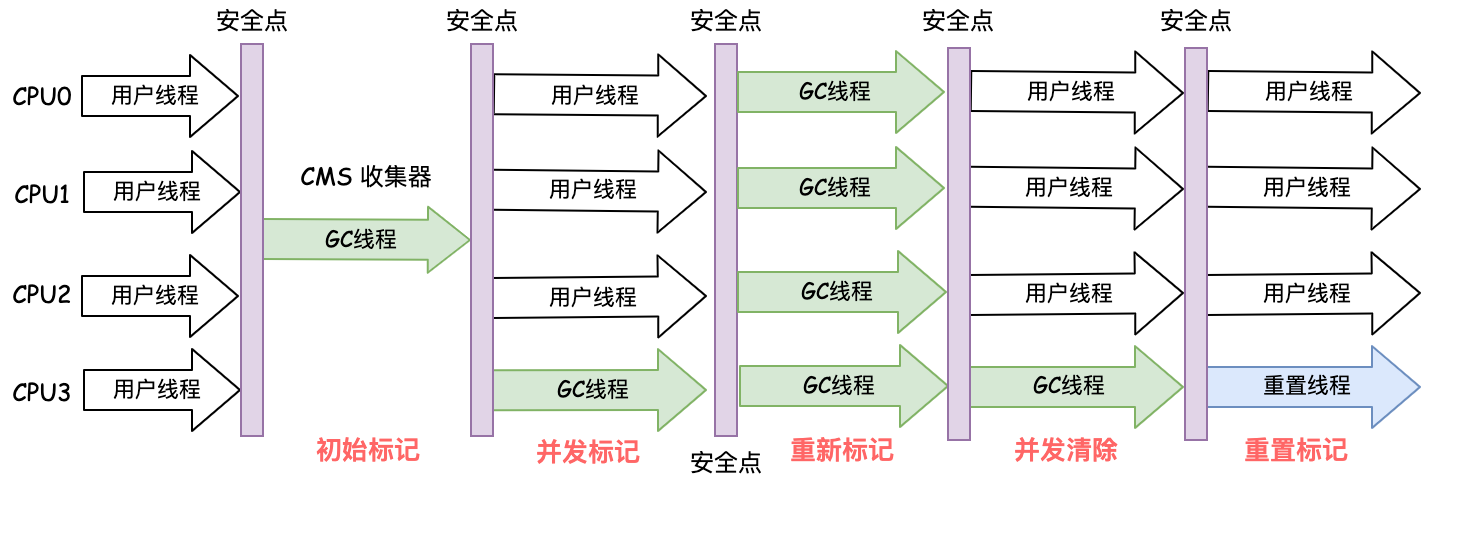 安全点 安全点 安全点 安全点 安全点
CPU0 用户线程 用户线程 GC线程 用户线程 用户线程
CMS 收集器
CPU1 用户线程 用户线程 GC线程 用户线程 用户线程
GC线程
CPU2 用户线程 用户线程 GC线程 用户线程 用户线程
CPU3 用户线程 GC线程 GC线程 GC线程 重置线程
初始标记 并发标记 重新标记 并发清除 重置标记
安全点